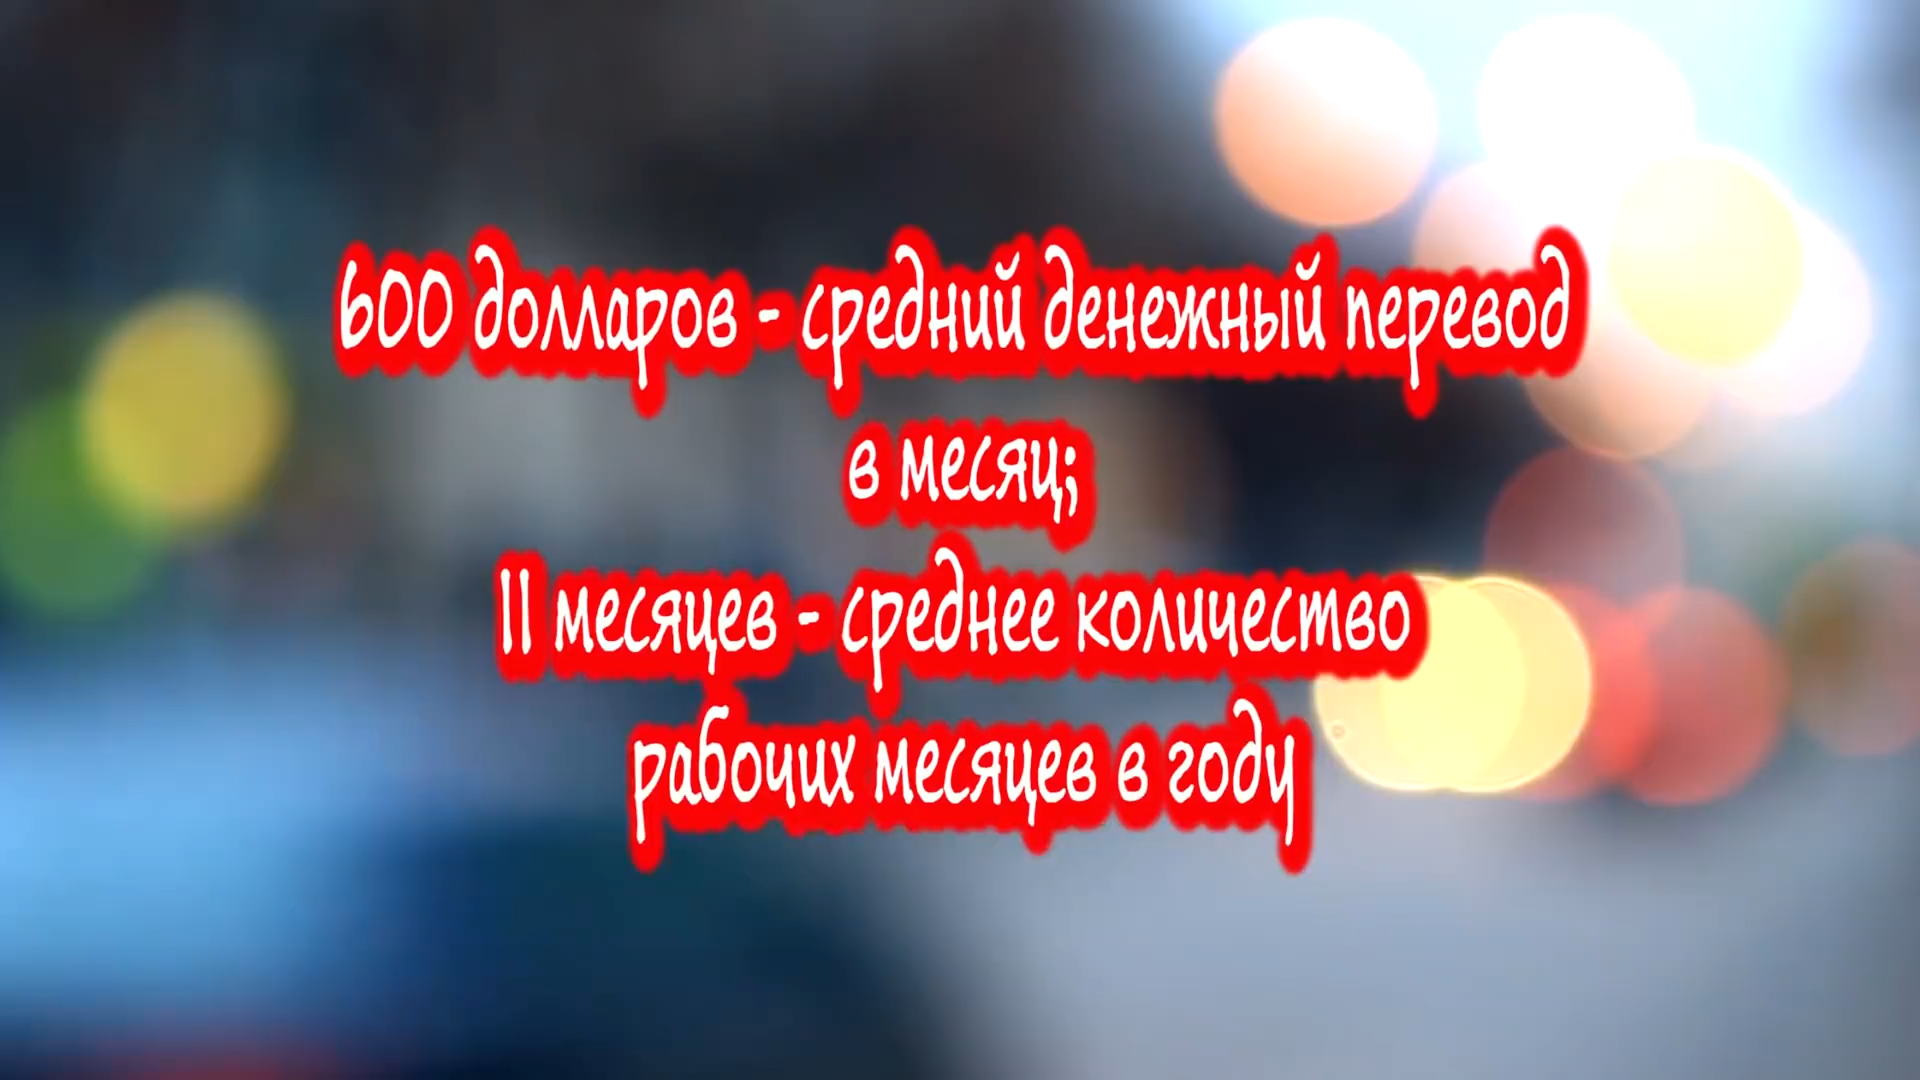 600 долларов - средний денежный перевод
в месяц;
11 месяцев - среднее количество
рабочих месяцев в году